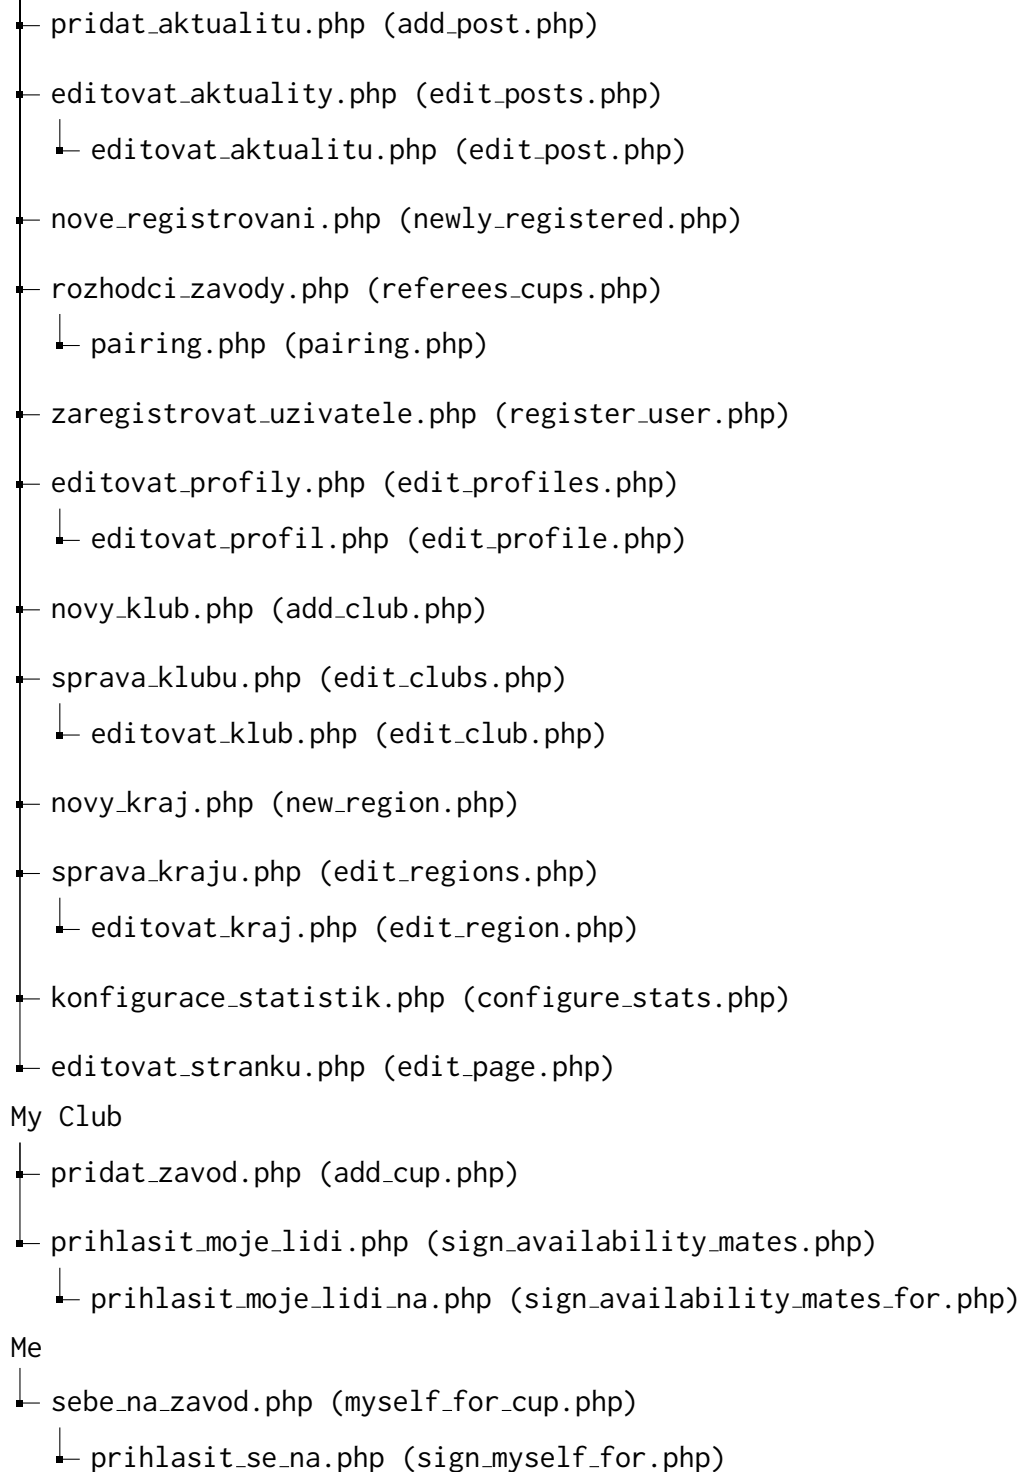 pridat_aktualitu.php (add_post.php)
editovat_aktuality.php (edit_posts.php)
editovat_aktualitu.php (edit_post.php)
nove_registrovani.php (newly_registered.php)
rozhodci_zavody.php (referees_cups.php)
pairing.php (pairing.php)
zaregistrovat_uzivatele.php (register_user.php)
editovat_profily.php (edit_profiles.php)
editovat_profil.php (edit_profile.php)
novy_klub.php (add_club.php)
sprava_klubu.php (edit_clubs.php)
editovat_klub.php (edit_club.php)
novy_kraj.php (new_region.php)
sprava_kraju.php (edit_regions.php)
editovat_kraj.php (edit_region.php)
konfigurace_statistik.php (configure_stats.php)
editovat_stranku.php (edit_page.php)
My Club
pridat_zavod.php (add_cup.php)
prihlasit_moje_lidi.php (sign_availability_mates.php)
prihlasit_moje_lidi_na.php (sign_availability_mates_for.php)
Me
sebe_na_zavod.php (myself_for_cup.php)
prihlasit_se_na.php (sign_myself_for.php)